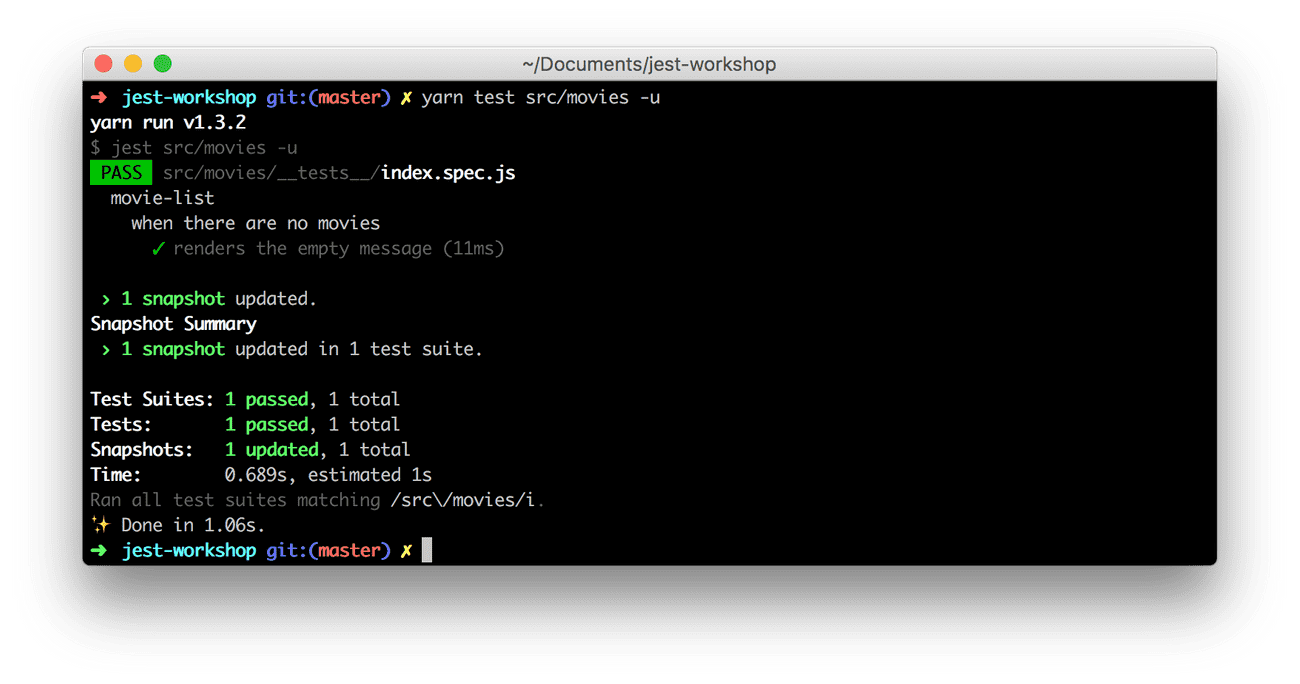 ~/Documents/jest-workshop
➜ jest-workshop git:(master) ✗ yarn test src/movies -u
yarn run v1.3.2
$ jest src/movies -u
PASS src/movies/__tests__/index.spec.js
movie-list
when there are no movies
✓ renders the empty message (11ms)
› 1 snapshot updated.
Snapshot Summary
› 1 snapshot updated in 1 test suite.
Test Suites: 1 passed, 1 total
Tests: 1 passed, 1 total
Snapshots: 1 updated, 1 total
Time: 0.689s, estimated 1s
Ran all test suites matching /src\/movies/i.
✨ Done in 1.06s.
➜ jest-workshop git:(master) ✗